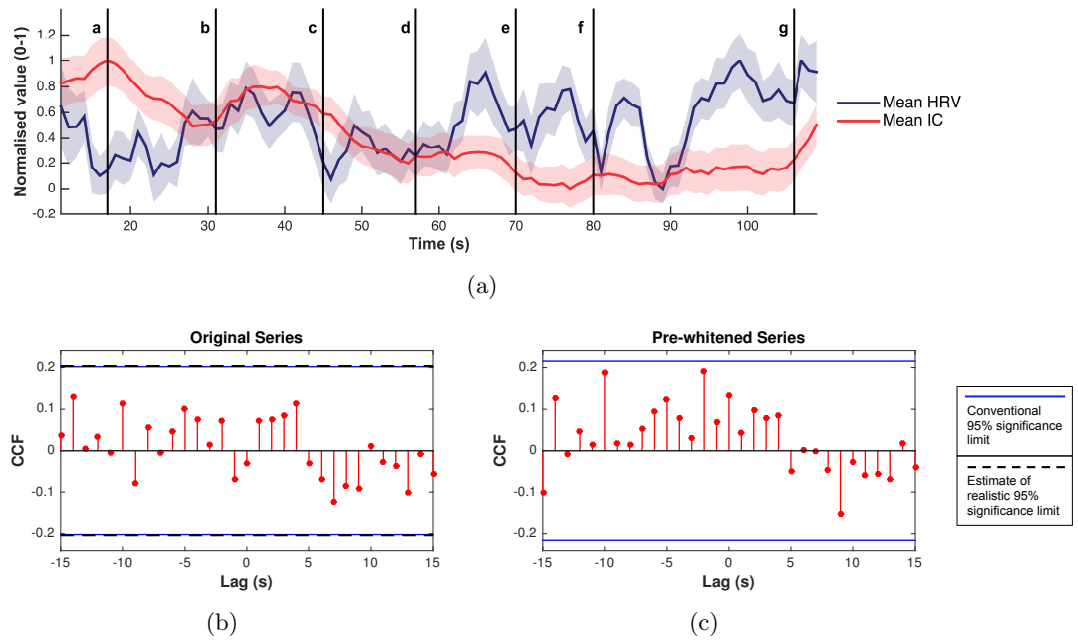 a b c d e f g
Normalised value (0-1)
1.2
1
0.8
0.6
0.4
0.2
0
-0.2
20 30 40 50 60 70 80 90 100
Time (s)
Mean HRV
Mean IC
(a)
Original Series
CCF
0.2
0.1
0
-0.1
-0.2
-15 -10 -5 0 5 10 15
Lag (s)
(b)
Pre-whitened Series
CCF
0.2
0.1
0
-0.1
-0.2
-15 -10 -5 0 5 10 15
Lag (s)
(c)
Conventional
95% significance
limit
Estimate of
realistic 95%
significance limit